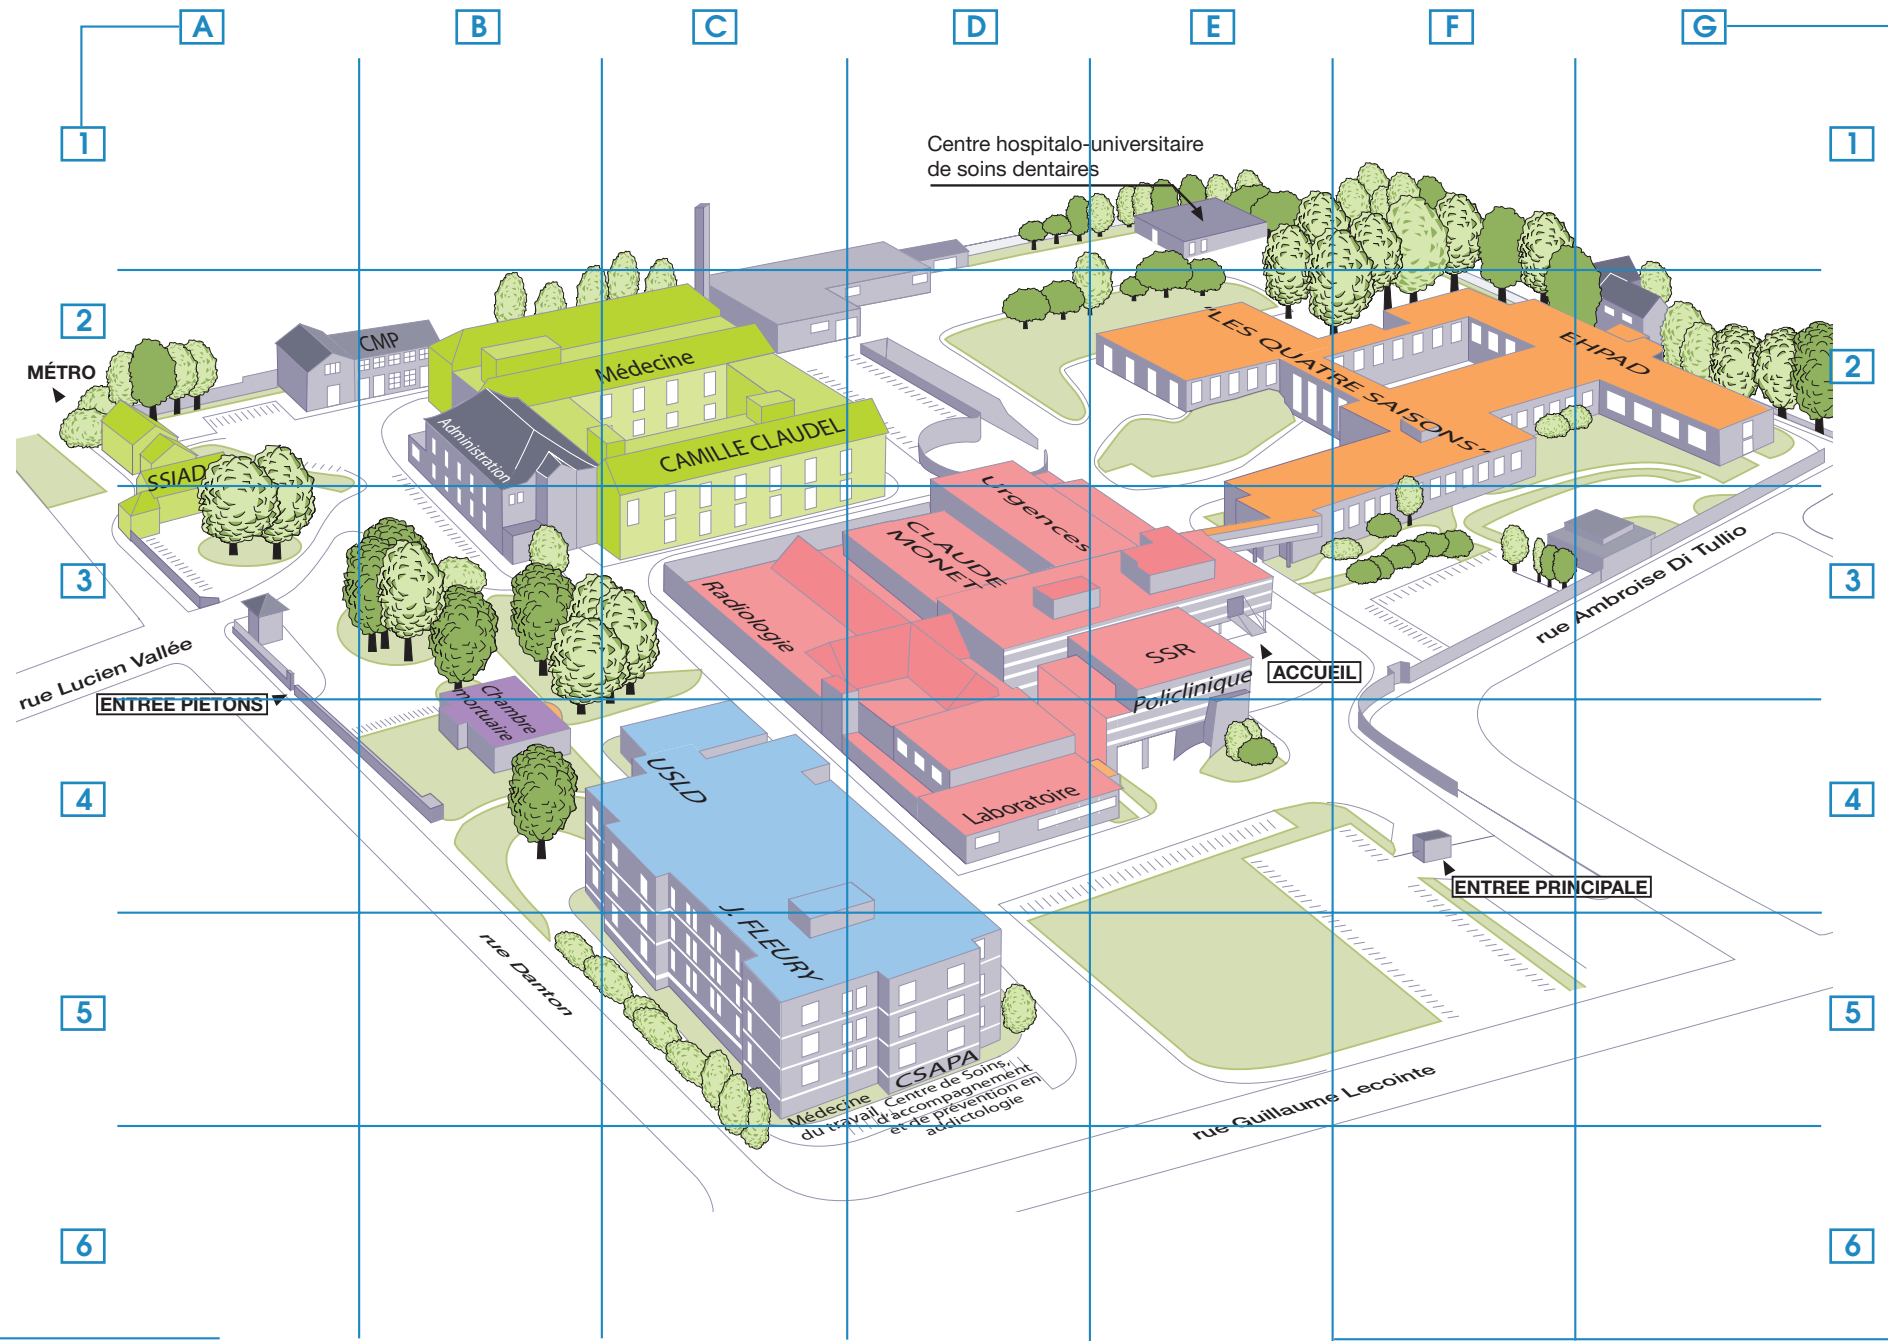 A
B
C
D
E
F
G
1
1
Centre hospitalo-universitaire
de soins dentaires
2
CMP
Médecine
"LES QUATRE SAISONS"
EHPAD
2
MÉTRO
Administration
CAMILLE CLAUDEL
SSIAD
Urgences
CLAUDE
MONET
3
Radiologie
rue Ambroise Di Tullio
3
SSR
rue Lucien Vallée
ACCUEIL
Policlinique
ENTREE PIETONS
Chambre
mortuaire
4
USLD
Laboratoire
4
ENTREE PRINCIPALE
J. FLEURY
rue Danton
5
5
CSAPA
Centre de Soins,
d'accompagnement
et de prévention en
addictologie
Médecine
du travail
rue Guillaume Lecointe
6
6